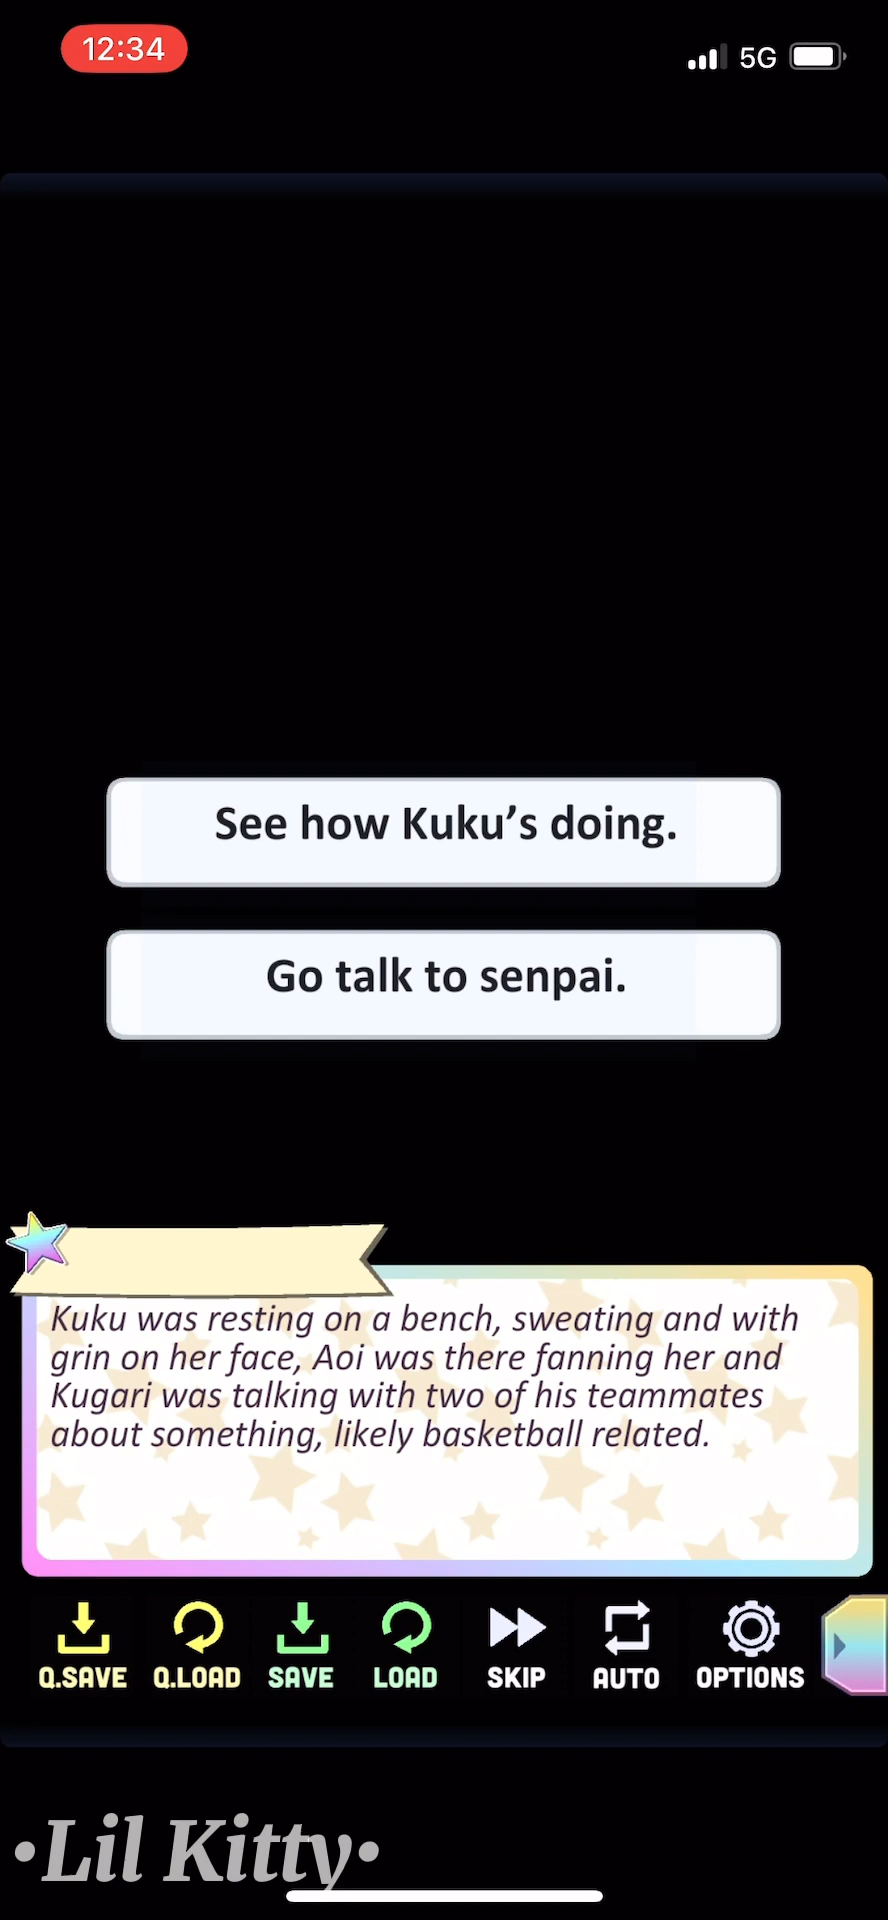 12:34
5G
See how Kuku’s doing.
Go talk to senpai.
Kuku was resting on a bench, sweating and with
grin on her face, Aoi was there fanning her and
Kugari was talking with two of his teammates
about something, likely basketball related.
Q.SAVE Q.LOAD SAVE LOAD SKIP AUTO OPTIONS
•Lil Kitty•